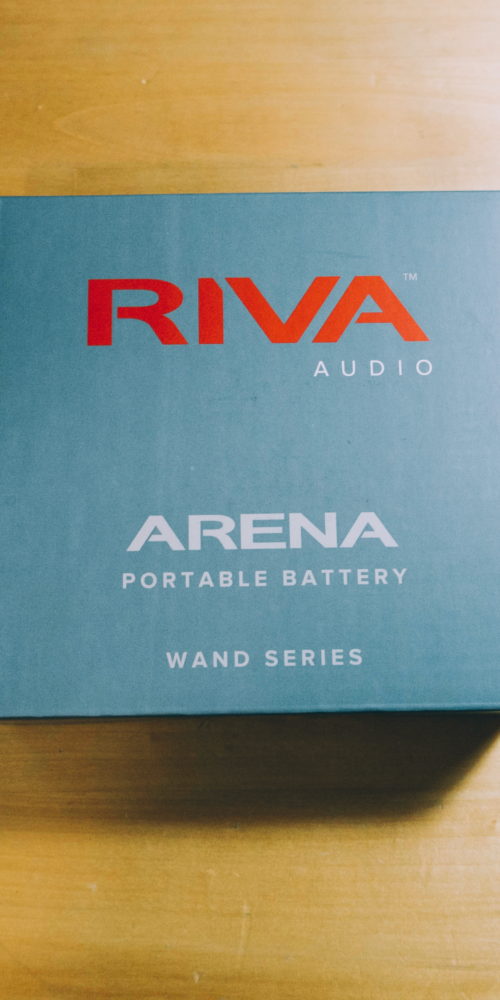 RIVA™
AUDIO
ARENA
PORTABLE BATTERY
WAND SERIES